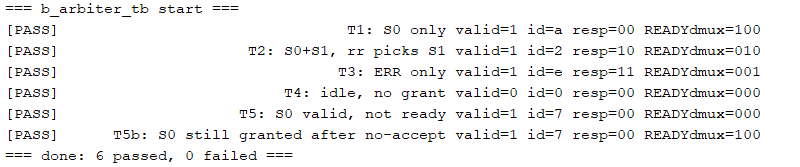 === b_arbiter_tb start ===
[PASS] T1: S0 only valid=1 id=a resp=00 READYdmux=100
[PASS] T2: S0+S1, rr picks S1 valid=1 id=2 resp=10 READYdmux=010
[PASS] T3: ERR only valid=1 id=e resp=11 READYdmux=001
[PASS] T4: idle, no grant valid=0 id=0 resp=00 READYdmux=000
[PASS] T5: S0 valid, not ready valid=1 id=7 resp=00 READYdmux=000
[PASS] T5b: S0 still granted after no-accept valid=1 id=7 resp=00 READYdmux=100
=== done: 6 passed, 0 failed ===